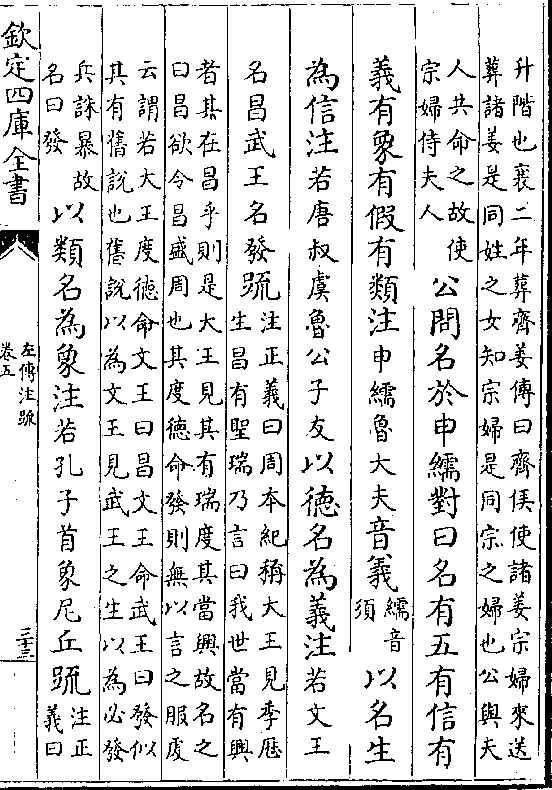 升階也襄二年葬齊姜傳曰齊侯使諸姜宗婦來送
葬諸姜是同姓之女知宗婦是同宗之婦也公與夫
人共命之故使
宗婦侍夫人
公問名於申繻對曰名有五有信有
義有象有假有類注申繻魯大夫音義
繻音
須
以名生
為信注若唐叔虞魯公子友以德名為義注若文王
名昌武王名發疏
注正義曰周本紀稱大王見季歴
生昌有聖瑞乃言曰我世當有興
者其在昌乎則是大王見其有瑞度其當興故名之
曰昌欲令昌盛周也其度德命發則無以言之服䖍
云謂若大王度德命文王曰昌文王命武王曰發似
其有舊說也舊說以為文王見武王之生以為必發
兵誅暴故
名曰發
以類名為象注若孔子首象尼丘疏
注正
義曰
欽定四庫全書
左傳注疏
卷五
三十三